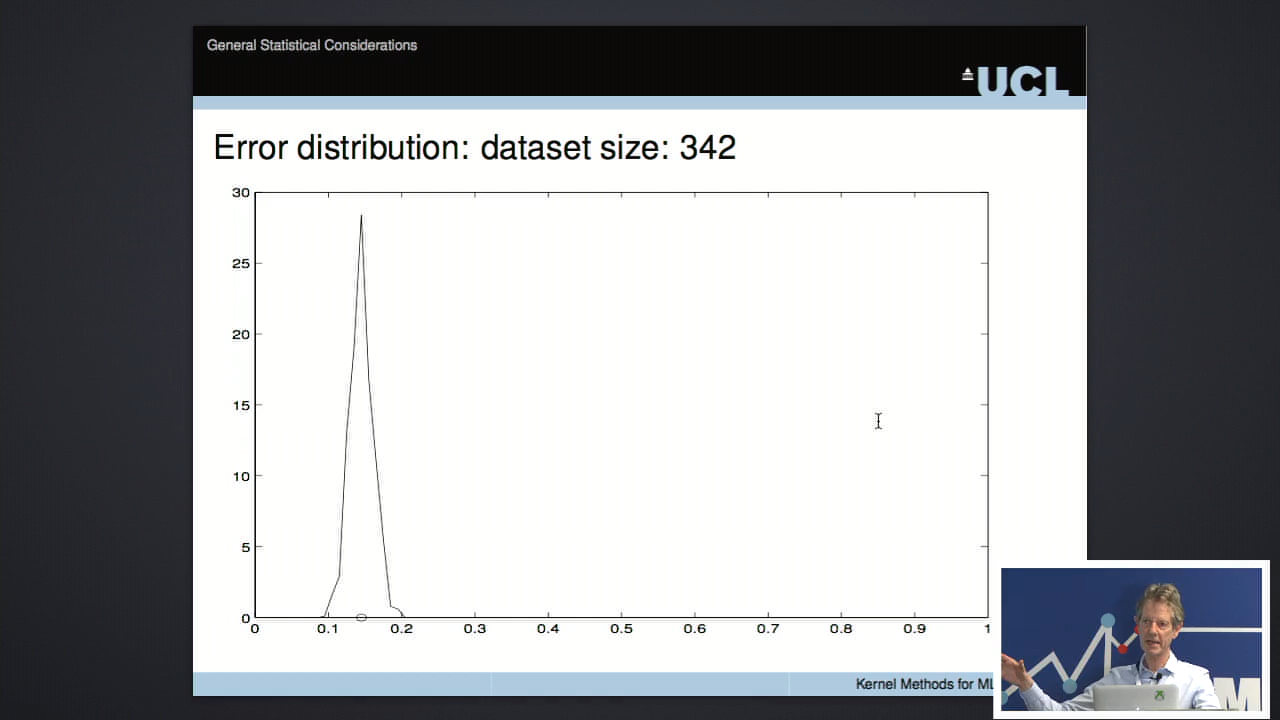 General Statistical Considerations
UCL
Error distribution: dataset size: 342
30
25
20
15
10
5
0
0 0.1 0.2 0.3 0.4 0.5 0.6 0.7 0.8 0.9 1
Kernel Methods for ML
M